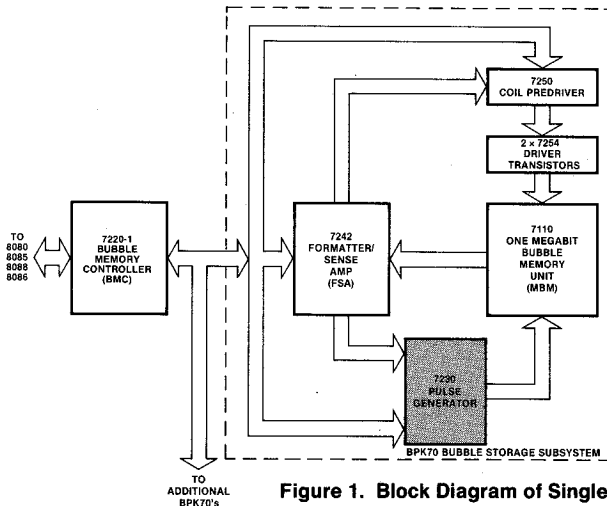 7250
COIL PREDRIVER
2 × 7254
DRIVER
TRANSISTORS
TO
8080
8085
8088
8086
7220-1
BUBBLE
MEMORY
CONTROLLER
(BMC)
7242
FORMATTER/
SENSE
AMP
(FSA)
7110
ONE MEGABIT
BUBBLE
MEMORY
UNIT
(MBM)
7230
PULSE
GENERATOR
BPK70 BUBBLE STORAGE SUBSYSTEM
TO
ADDITIONAL
BPK70's
Figure 1. Block Diagram of Single